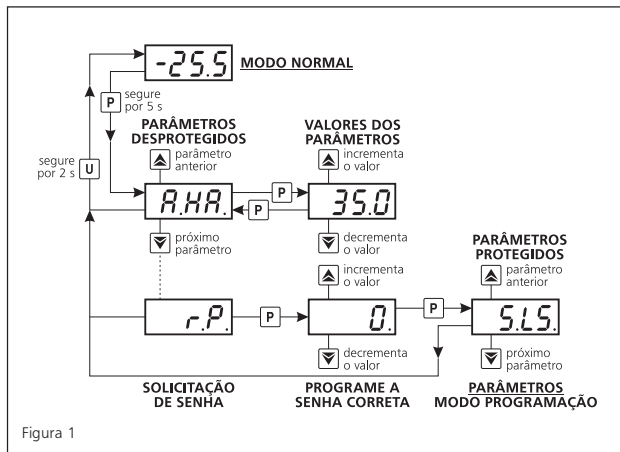 -25.5 MODO NORMAL
P segure
por 5 s
PARÂMETROS
DESPROTEGIDOS
VALORES DOS
PARÂMETROS
segure
por 2 s U
parâmetro
anterior
incrementa
o valor
A.HA. P P 35.0
próximo
parâmetro
decrementa
o valor
PARÂMETROS
PROTEGIDOS
incrementa
o valor
parâmetro
anterior
r.P. P 0. P S.L.S.
decrementa
o valor
próximo
parâmetro
SOLICITAÇÃO
DE SENHA
PROGRAME A
SENHA CORRETA
PARÂMETROS
MODO PROGRAMAÇÃO
Figura 1